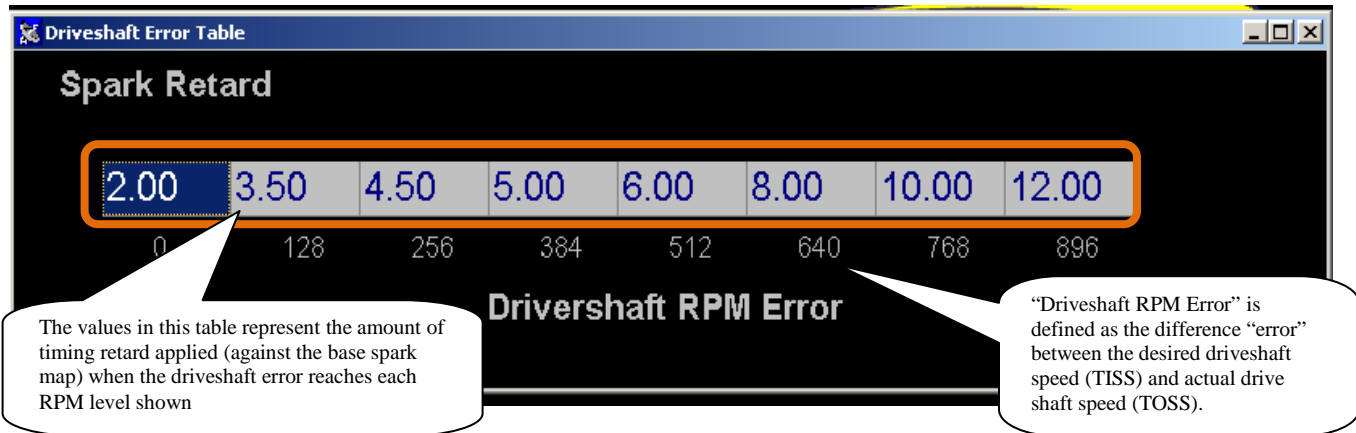 Driveshaft Error Table
Spark Retard
2.00 3.50 4.50 5.00 6.00 8.00 10.00 12.00
0 128 256 384 512 640 768 896
Drivershaft RPM Error
The values in this table represent the amount of
timing retard applied (against the base spark
map) when the driveshaft error reaches each
RPM level shown
“Driveshaft RPM Error” is
defined as the difference “error”
between the desired driveshaft
speed (TISS) and actual drive
shaft speed (TOSS).